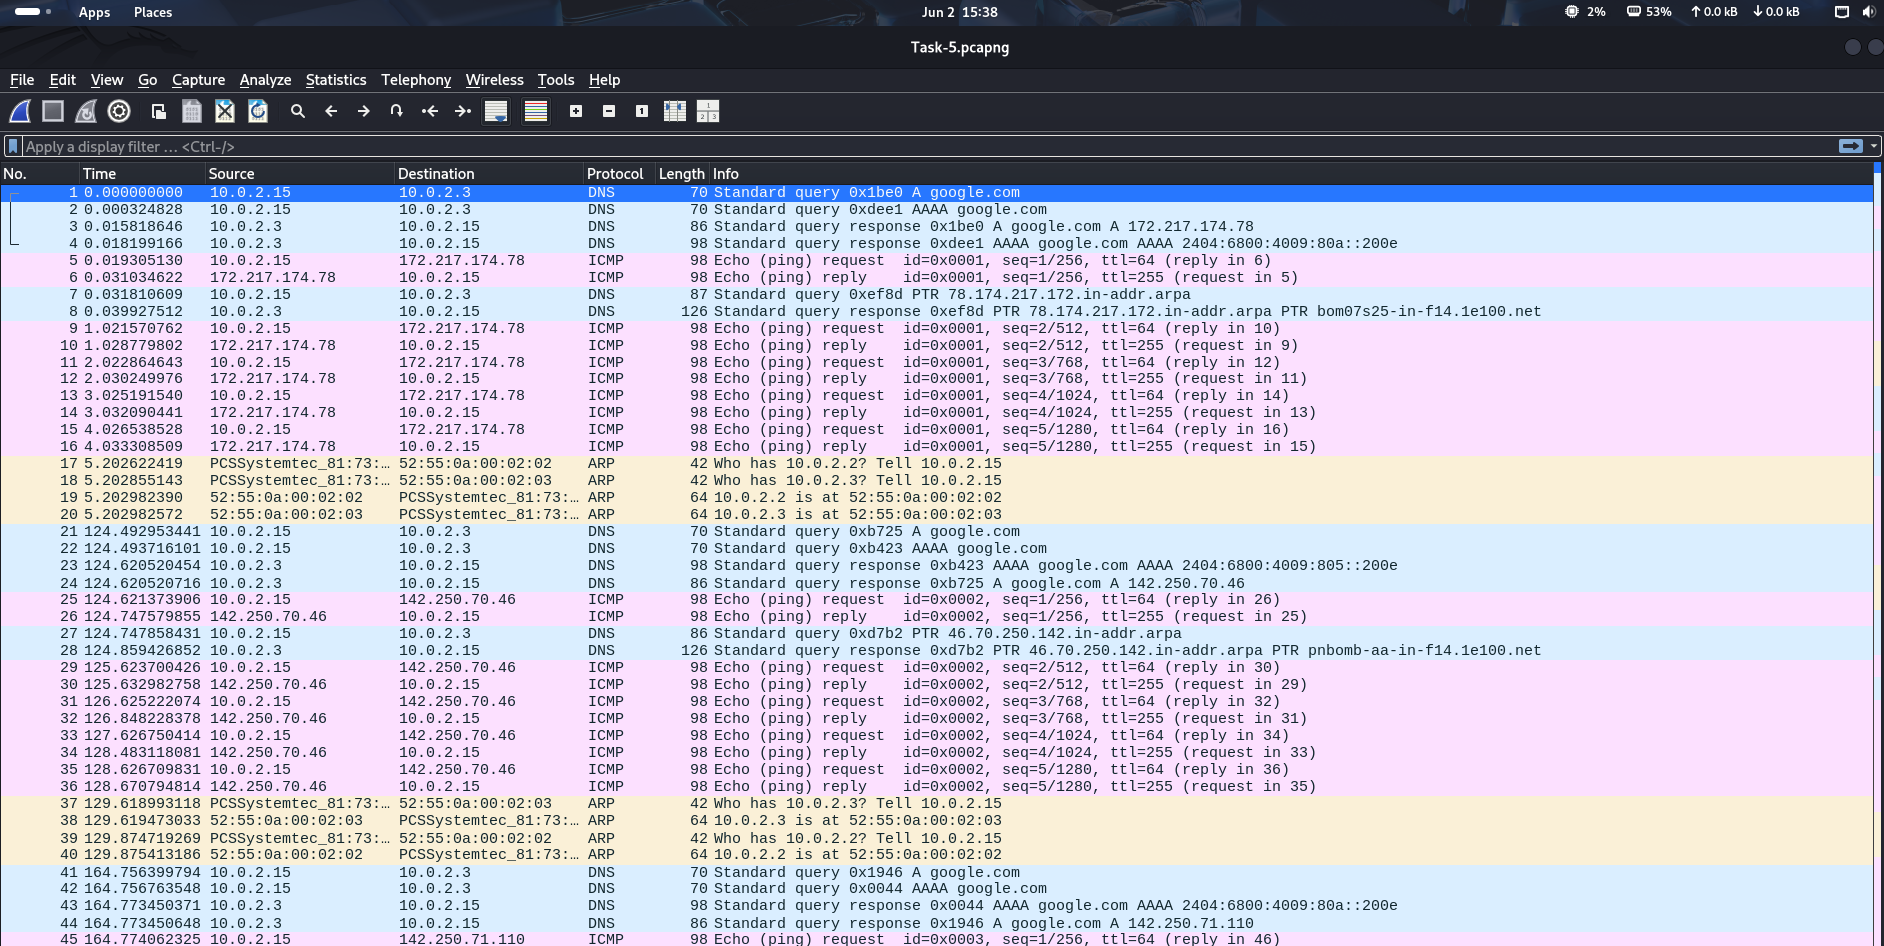 Apps Places Jun 2 15:38 2% 53% 0.0 kB 0.0 kB
Task-5.pcapng
File Edit View Go Capture Analyze Statistics Telephony Wireless Tools Help
Apply a display filter … <Ctrl-/>
No. Time Source Destination Protocol Length Info
1 0.000000000 10.0.2.15 10.0.2.3 DNS 70 Standard query 0x1be0 A google.com
2 0.000324828 10.0.2.15 10.0.2.3 DNS 70 Standard query 0xdee1 AAAA google.com
3 0.015818646 10.0.2.3 10.0.2.15 DNS 86 Standard query response 0x1be0 A google.com A 172.217.174.78
4 0.018199166 10.0.2.3 10.0.2.15 DNS 98 Standard query response 0xdee1 AAAA google.com AAAA 2404:6800:4009:80a::200e
5 0.019305130 10.0.2.15 172.217.174.78 ICMP 98 Echo (ping) request id=0x0001, seq=1/256, ttl=64 (reply in 6)
6 0.031034622 172.217.174.78 10.0.2.15 ICMP 98 Echo (ping) reply id=0x0001, seq=1/256, ttl=255 (request in 5)
7 0.031810609 10.0.2.15 10.0.2.3 DNS 87 Standard query 0xef8d PTR 78.174.217.172.in-addr.arpa
8 0.039927512 10.0.2.3 10.0.2.15 DNS 126 Standard query response 0xef8d PTR 78.174.217.172.in-addr.arpa PTR bom07s25-in-f14.1e100.net
9 1.021570762 10.0.2.15 172.217.174.78 ICMP 98 Echo (ping) request id=0x0001, seq=2/512, ttl=64 (reply in 10)
10 1.028779802 172.217.174.78 10.0.2.15 ICMP 98 Echo (ping) reply id=0x0001, seq=2/512, ttl=255 (request in 9)
11 2.022864643 10.0.2.15 172.217.174.78 ICMP 98 Echo (ping) request id=0x0001, seq=3/768, ttl=64 (reply in 12)
12 2.030249976 172.217.174.78 10.0.2.15 ICMP 98 Echo (ping) reply id=0x0001, seq=3/768, ttl=255 (request in 11)
13 3.025191540 10.0.2.15 172.217.174.78 ICMP 98 Echo (ping) request id=0x0001, seq=4/1024, ttl=64 (reply in 14)
14 3.032090441 172.217.174.78 10.0.2.15 ICMP 98 Echo (ping) reply id=0x0001, seq=4/1024, ttl=255 (request in 13)
15 4.026538528 10.0.2.15 172.217.174.78 ICMP 98 Echo (ping) request id=0x0001, seq=5/1280, ttl=64 (reply in 16)
16 4.033308509 172.217.174.78 10.0.2.15 ICMP 98 Echo (ping) reply id=0x0001, seq=5/1280, ttl=255 (request in 15)
17 5.202622419 PCSSystemtec_81:73:… 52:55:0a:00:02:02 ARP 42 Who has 10.0.2.2? Tell 10.0.2.15
18 5.202855143 PCSSystemtec_81:73:… 52:55:0a:00:02:03 ARP 42 Who has 10.0.2.3? Tell 10.0.2.15
19 5.202982390 52:55:0a:00:02:02 PCSSystemtec_81:73:… ARP 64 10.0.2.2 is at 52:55:0a:00:02:02
20 5.202982572 52:55:0a:00:02:03 PCSSystemtec_81:73:… ARP 64 10.0.2.3 is at 52:55:0a:00:02:03
21 124.492953441 10.0.2.15 10.0.2.3 DNS 70 Standard query 0xb725 A google.com
22 124.493716101 10.0.2.15 10.0.2.3 DNS 70 Standard query 0xb423 AAAA google.com
23 124.620520454 10.0.2.3 10.0.2.15 DNS 98 Standard query response 0xb423 AAAA google.com AAAA 2404:6800:4009:805::200e
24 124.620520716 10.0.2.3 10.0.2.15 DNS 86 Standard query response 0xb725 A google.com A 142.250.70.46
25 124.621373906 10.0.2.15 142.250.70.46 ICMP 98 Echo (ping) request id=0x0002, seq=1/256, ttl=64 (reply in 26)
26 124.747579855 142.250.70.46 10.0.2.15 ICMP 98 Echo (ping) reply id=0x0002, seq=1/256, ttl=255 (request in 25)
27 124.747858431 10.0.2.15 10.0.2.3 DNS 86 Standard query 0xd7b2 PTR 46.70.250.142.in-addr.arpa
28 124.859426852 10.0.2.3 10.0.2.15 DNS 126 Standard query response 0xd7b2 PTR 46.70.250.142.in-addr.arpa PTR pnbomb-aa-in-f14.1e100.net
29 125.623700426 10.0.2.15 142.250.70.46 ICMP 98 Echo (ping) request id=0x0002, seq=2/512, ttl=64 (reply in 30)
30 125.632982758 142.250.70.46 10.0.2.15 ICMP 98 Echo (ping) reply id=0x0002, seq=2/512, ttl=255 (request in 29)
31 126.625222074 10.0.2.15 142.250.70.46 ICMP 98 Echo (ping) request id=0x0002, seq=3/768, ttl=64 (reply in 32)
32 126.848228378 142.250.70.46 10.0.2.15 ICMP 98 Echo (ping) reply id=0x0002, seq=3/768, ttl=255 (request in 31)
33 127.626750414 10.0.2.15 142.250.70.46 ICMP 98 Echo (ping) request id=0x0002, seq=4/1024, ttl=64 (reply in 34)
34 128.483118081 142.250.70.46 10.0.2.15 ICMP 98 Echo (ping) reply id=0x0002, seq=4/1024, ttl=255 (request in 33)
35 128.626709831 10.0.2.15 142.250.70.46 ICMP 98 Echo (ping) request id=0x0002, seq=5/1280, ttl=64 (reply in 36)
36 128.670794814 142.250.70.46 10.0.2.15 ICMP 98 Echo (ping) reply id=0x0002, seq=5/1280, ttl=255 (request in 35)
37 129.618993118 PCSSystemtec_81:73:… 52:55:0a:00:02:03 ARP 42 Who has 10.0.2.3? Tell 10.0.2.15
38 129.619473033 52:55:0a:00:02:03 PCSSystemtec_81:73:… ARP 64 10.0.2.3 is at 52:55:0a:00:02:03
39 129.874719269 PCSSystemtec_81:73:… 52:55:0a:00:02:02 ARP 42 Who has 10.0.2.2? Tell 10.0.2.15
40 129.875413186 52:55:0a:00:02:02 PCSSystemtec_81:73:… ARP 64 10.0.2.2 is at 52:55:0a:00:02:02
41 164.756399794 10.0.2.15 10.0.2.3 DNS 70 Standard query 0x1946 A google.com
42 164.756763548 10.0.2.15 10.0.2.3 DNS 70 Standard query 0x0044 AAAA google.com
43 164.773450371 10.0.2.3 10.0.2.15 DNS 98 Standard query response 0x0044 AAAA google.com AAAA 2404:6800:4009:80a::200e
44 164.773450648 10.0.2.3 10.0.2.15 DNS 86 Standard query response 0x1946 A google.com A 142.250.71.110
45 164.774062325 10.0.2.15 142.250.71.110 ICMP 98 Echo (ping) request id=0x0003, seq=1/256, ttl=64 (reply in 46)